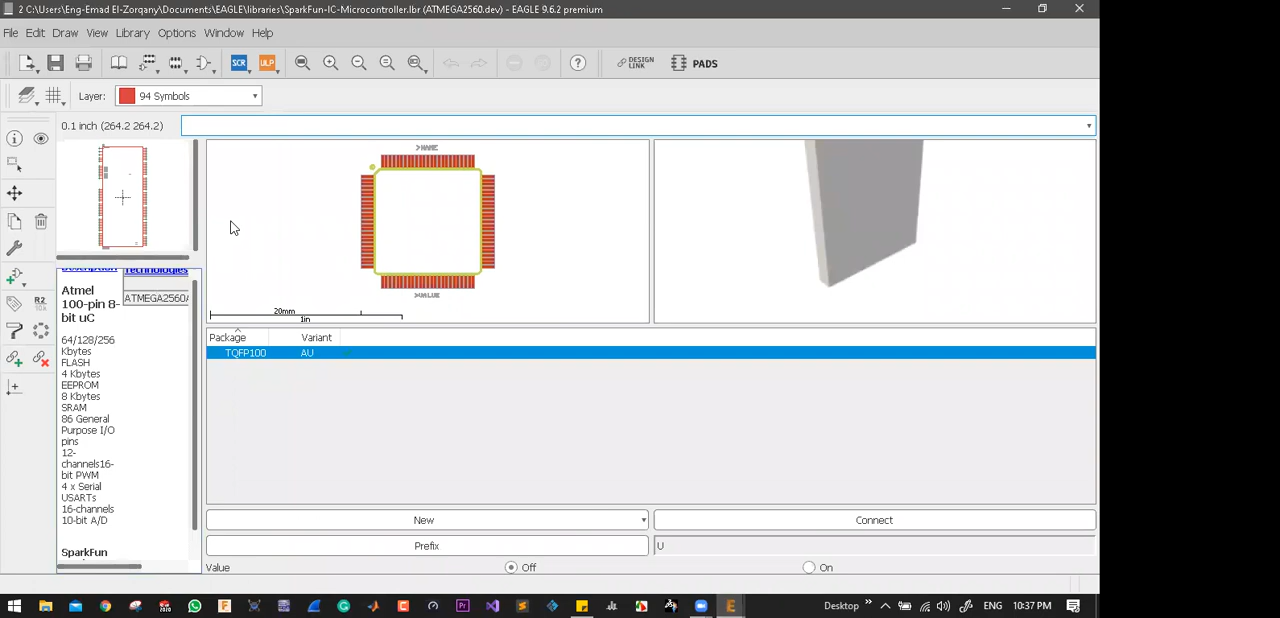 2 C:\Users\Eng-Emad El-Zorqany\Documents\EAGLE\libraries\SparkFun-IC-Microcontroller.lbr (ATMEGA2560.dev) - EAGLE 9.6.2 premium
File Edit Draw View Library Options Window Help
SCR ULP DESIGN LINK PADS
Layer: 94 Symbols
0.1 inch (264.2 264.2)
>NAME
>VALUE
20mm
1in
R2
10k
Description Technologies
Atmel
100-pin 8-
bit uC
ATMEGA2560
64/128/256
Kbytes
FLASH
4 Kbytes
EEPROM
8 Kbytes
SRAM
86 General
Purpose I/O
pins
12-
channels16-
bit PWM
4 x Serial
USARTs
16-channels
10-bit A/D
SparkFun
Package Variant
TQFP100 AU
New Connect
Prefix U
Value Off On
Desktop ENG 10:37 PM